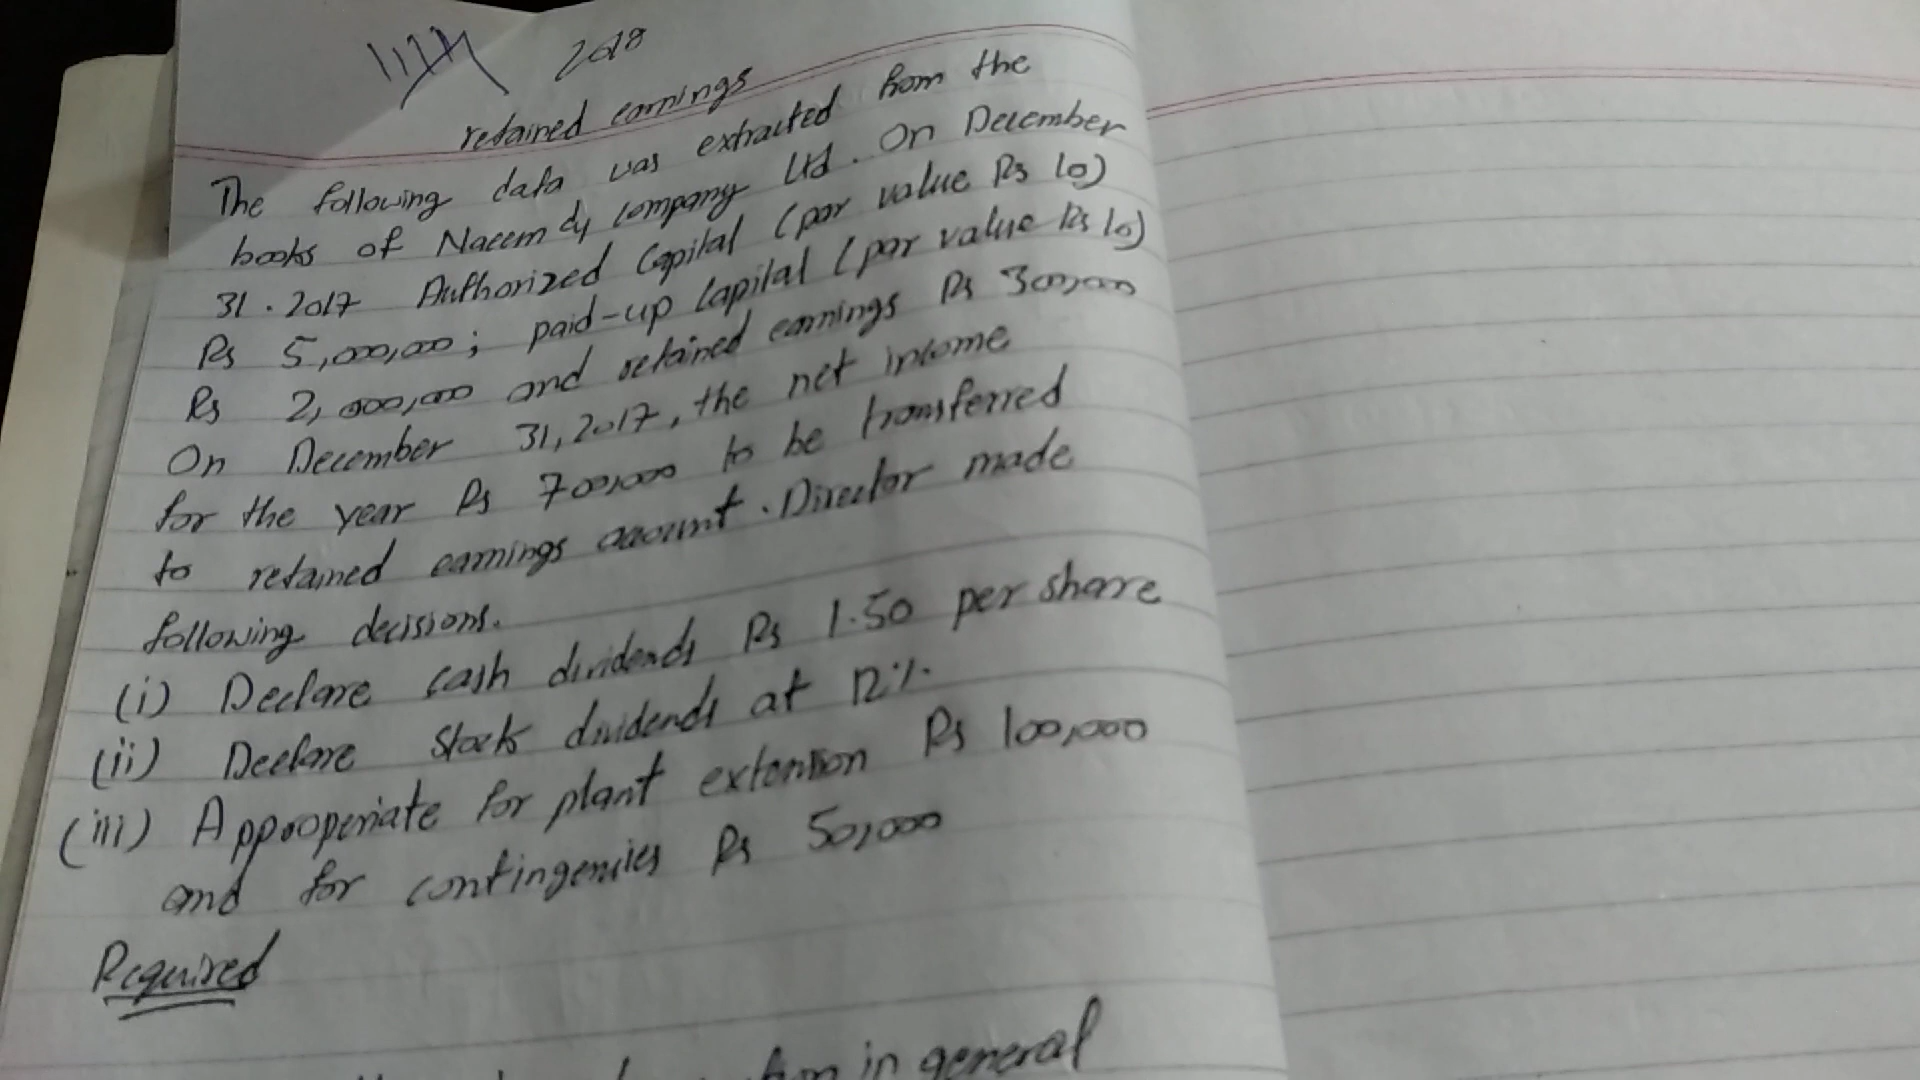 2018
retained earnings
The following data was extracted from the
books of Naeem dy company Ltd. On December
31.2017 Authorized Capital (par value Rs 10)
Rs 5,000,000; paid-up Capital (par value Rs 10)
Rs 2,000,000 and retained earnings Rs 300,000
On December 31, 2017, the net income
for the year Rs 700,000 to be transferred
to retained earnings account. Director made
following decisions.
(i) Declare cash dividends Rs 1.50 per share
(ii) Declare stock dividends at 12%.
(iii) Appropeniate for plant extention Rs 100,000
and for contingencies Rs 50,000
Required
in general